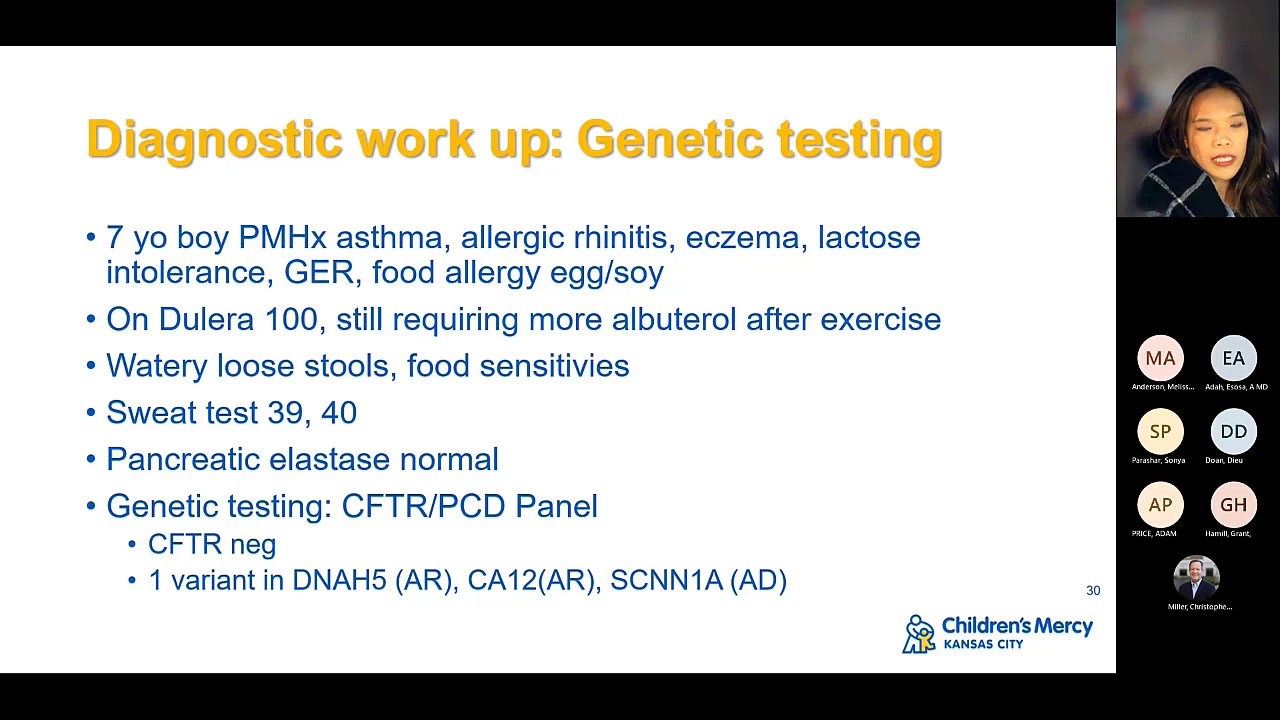 Diagnostic work up: Genetic testing
• 7 yo boy PMHx asthma, allergic rhinitis, eczema, lactose
intolerance, GER, food allergy egg/soy
• On Dulera 100, still requiring more albuterol after exercise
• Watery loose stools, food sensitivies
• Sweat test 39, 40
• Pancreatic elastase normal
• Genetic testing: CFTR/PCD Panel
• CFTR neg
• 1 variant in DNAH5 (AR), CA12(AR), SCNN1A (AD)
30
Children's Mercy
KANSAS CITY
MA
EA
Anderson, Meliss...
Adah, Esosa, A MD
SP
DD
Parashar, Sonya
Doan, Dieu
AP
GH
PRICE, ADAM
Hamill, Grant,
Miller, Christophe...